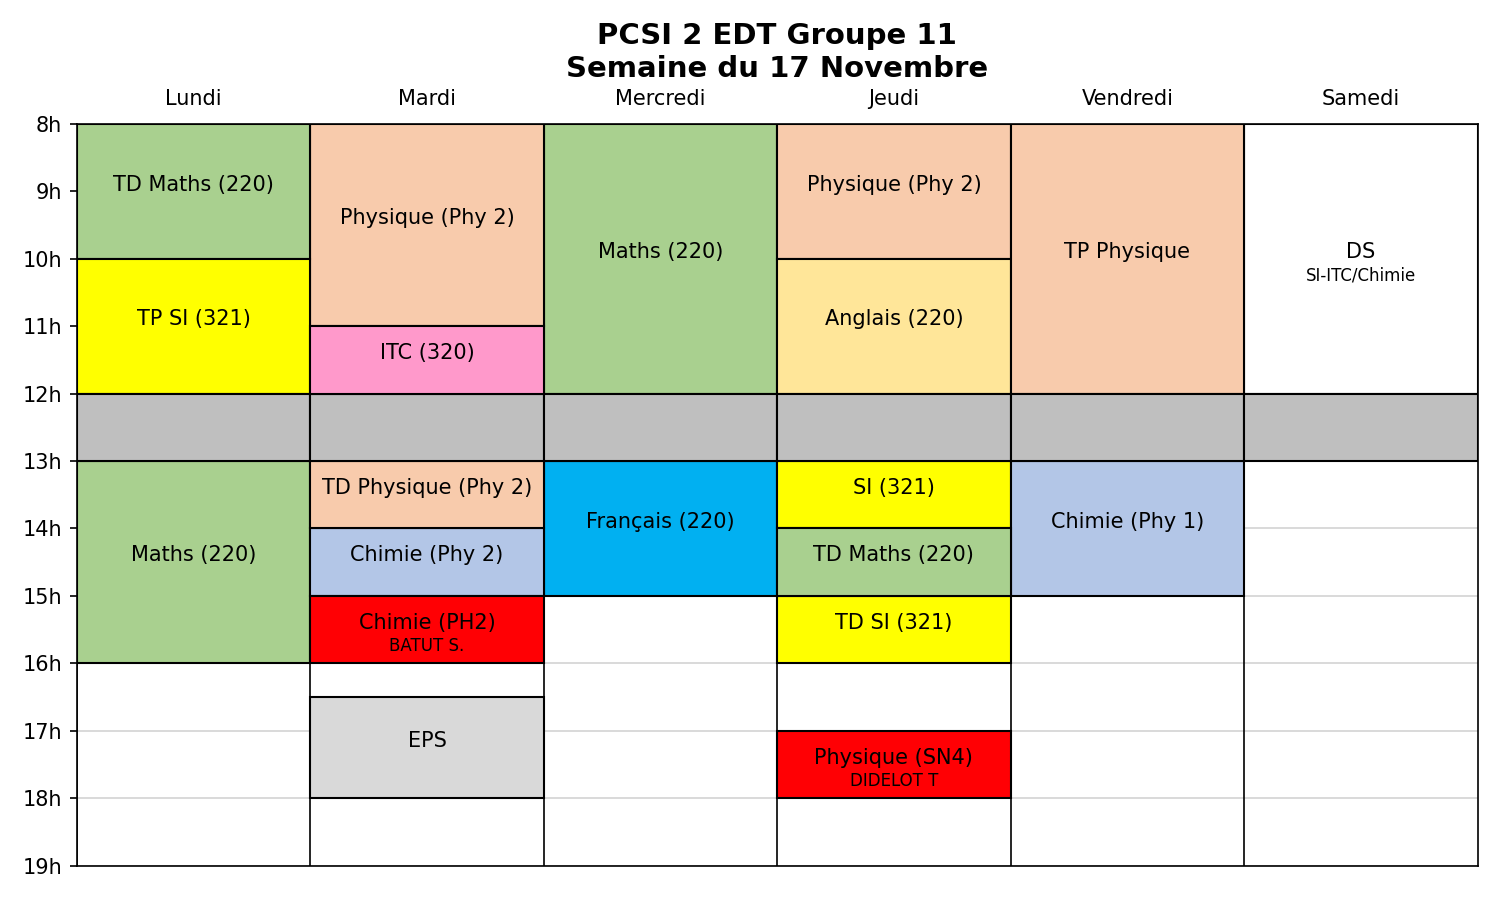 PCSI 2 EDT Groupe 11
Semaine du 17 Novembre
Lundi Mardi Mercredi Jeudi Vendredi Samedi
8h
TD Maths (220) Physique (Phy 2)
9h
Physique (Phy 2)
Maths (220) TP Physique DS
10h
SI-ITC/Chimie
TP SI (321) Anglais (220)
11h
ITC (320)
12h
13h
TD Physique (Phy 2) SI (321)
Français (220) Chimie (Phy 1)
14h
Maths (220) Chimie (Phy 2) TD Maths (220)
15h
Chimie (PH2) TD SI (321)
BATUT S.
16h
17h
EPS
Physique (SN4)
DIDELOT T
18h
19h